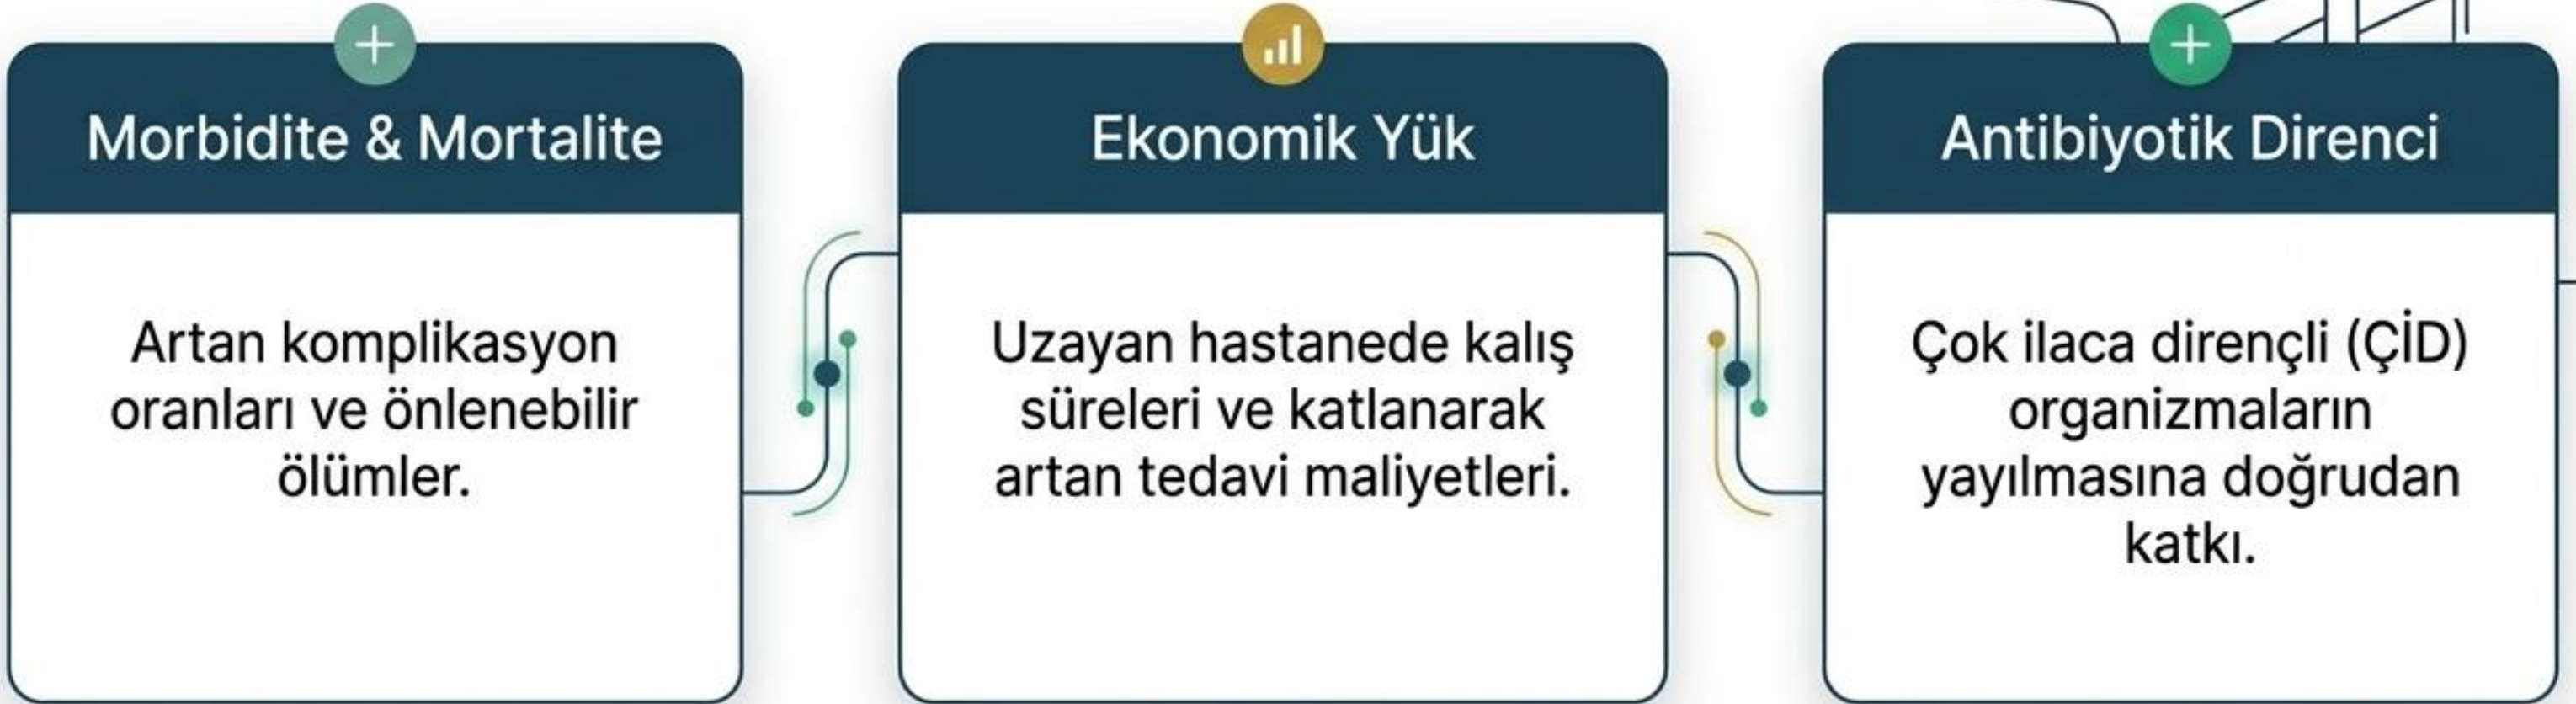 Morbidite & Mortalite
Artan komplikasyon
oranları ve önlenebilir
ölümler.
Ekonomik Yük
Uzayan hastanede kalış
süreleri ve katlanarak
artan tedavi maliyetleri.
Antibiyotik Direnci
Çok ilaca dirençli (ÇİD)
organizmaların
yayılmasına doğrudan
katkı.